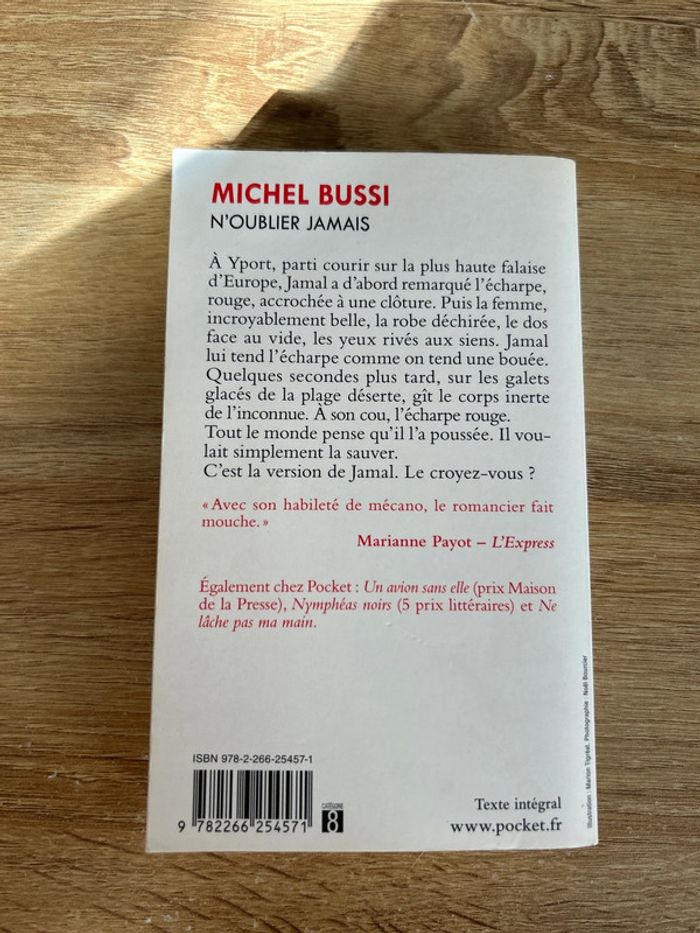 MICHEL BUSSI
N'OUBLIER JAMAIS
À Yport, parti courir sur la plus haute falaise
d'Europe, Jamal a d'abord remarqué l'écharpe,
rouge, accrochée à une clôture. Puis la femme,
incroyablement belle, la robe déchirée, le dos
face au vide, les yeux rivés aux siens. Jamal
lui tend l'écharpe comme on tend une bouée.
Quelques secondes plus tard, sur les galets
glacés de la plage déserte, gît le corps inerte
de l'inconnue. À son cou, l'écharpe rouge.
Tout le monde pense qu'il l'a poussée. Il vou-
lait simplement la sauver.
C'est la version de Jamal. Le croyez-vous ?
« Avec son habileté de mécano, le romancier fait
mouche. »
Marianne Payot – L'Express
Également chez Pocket : Un avion sans elle (prix Maison
de la Presse), Nymphéas noirs (5 prix littéraires) et Ne
lâche pas ma main.
ISBN 978-2-266-25457-1
9 782266 254571
CATÉGORIE
8
Texte intégral
www.pocket.fr
Illustration : Marion Tigréat. Photographie : Noël Bourcier